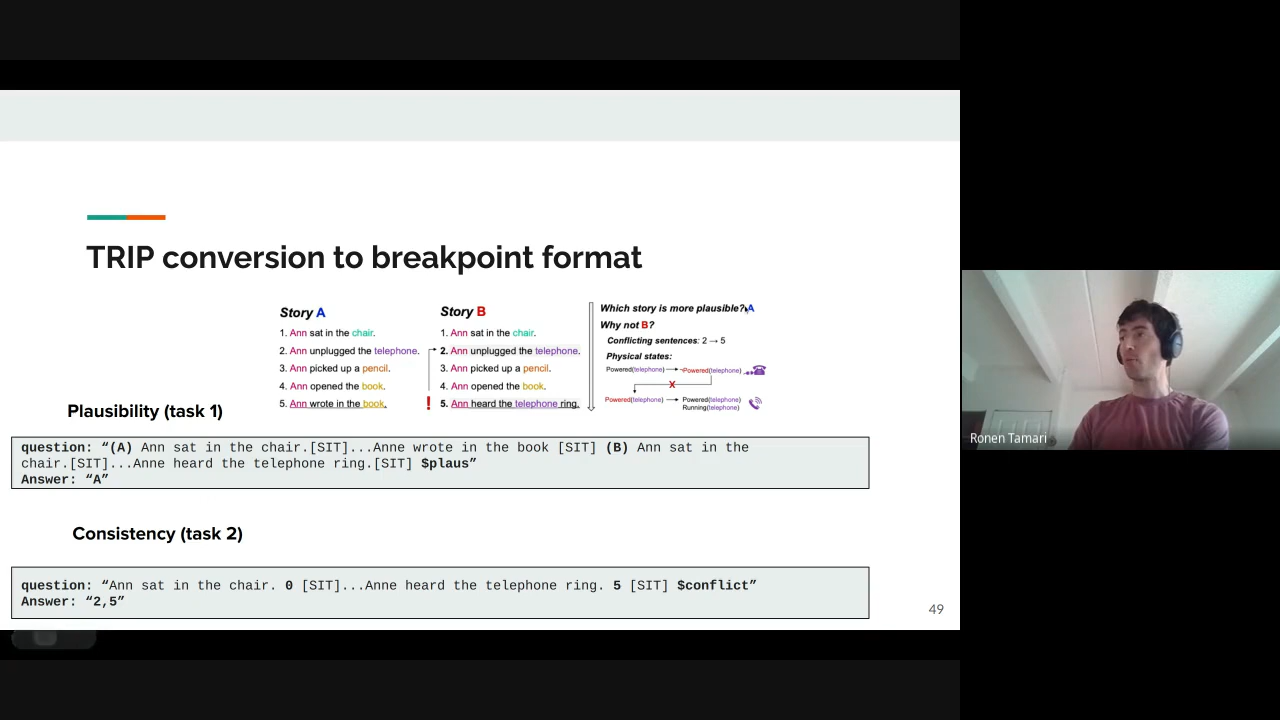 TRIP conversion to breakpoint format
Story A
1. Ann sat in the chair.
2. Ann unplugged the telephone.
3. Ann picked up a pencil.
4. Ann opened the book.
5. Ann wrote in the book.
Story B
1. Ann sat in the chair.
2. Ann unplugged the telephone.
3. Ann picked up a pencil.
4. Ann opened the book.
! 5. Ann heard the telephone ring.
Which story is more plausible? A
Why not B?
Conflicting sentences: 2 → 5
Physical states:
Powered(telephone) → ¬Powered(telephone)
X
Powered(telephone) → Powered(telephone)
Running(telephone)
Plausibility (task 1)
question: “(A) Ann sat in the chair.[SIT]...Anne wrote in the book [SIT] (B) Ann sat in the
chair.[SIT]...Anne heard the telephone ring.[SIT] $plaus”
Answer: “A”
Consistency (task 2)
question: “Ann sat in the chair. 0 [SIT]...Anne heard the telephone ring. 5 [SIT] $conflict”
Answer: “2,5”
49
Ronen Tamari